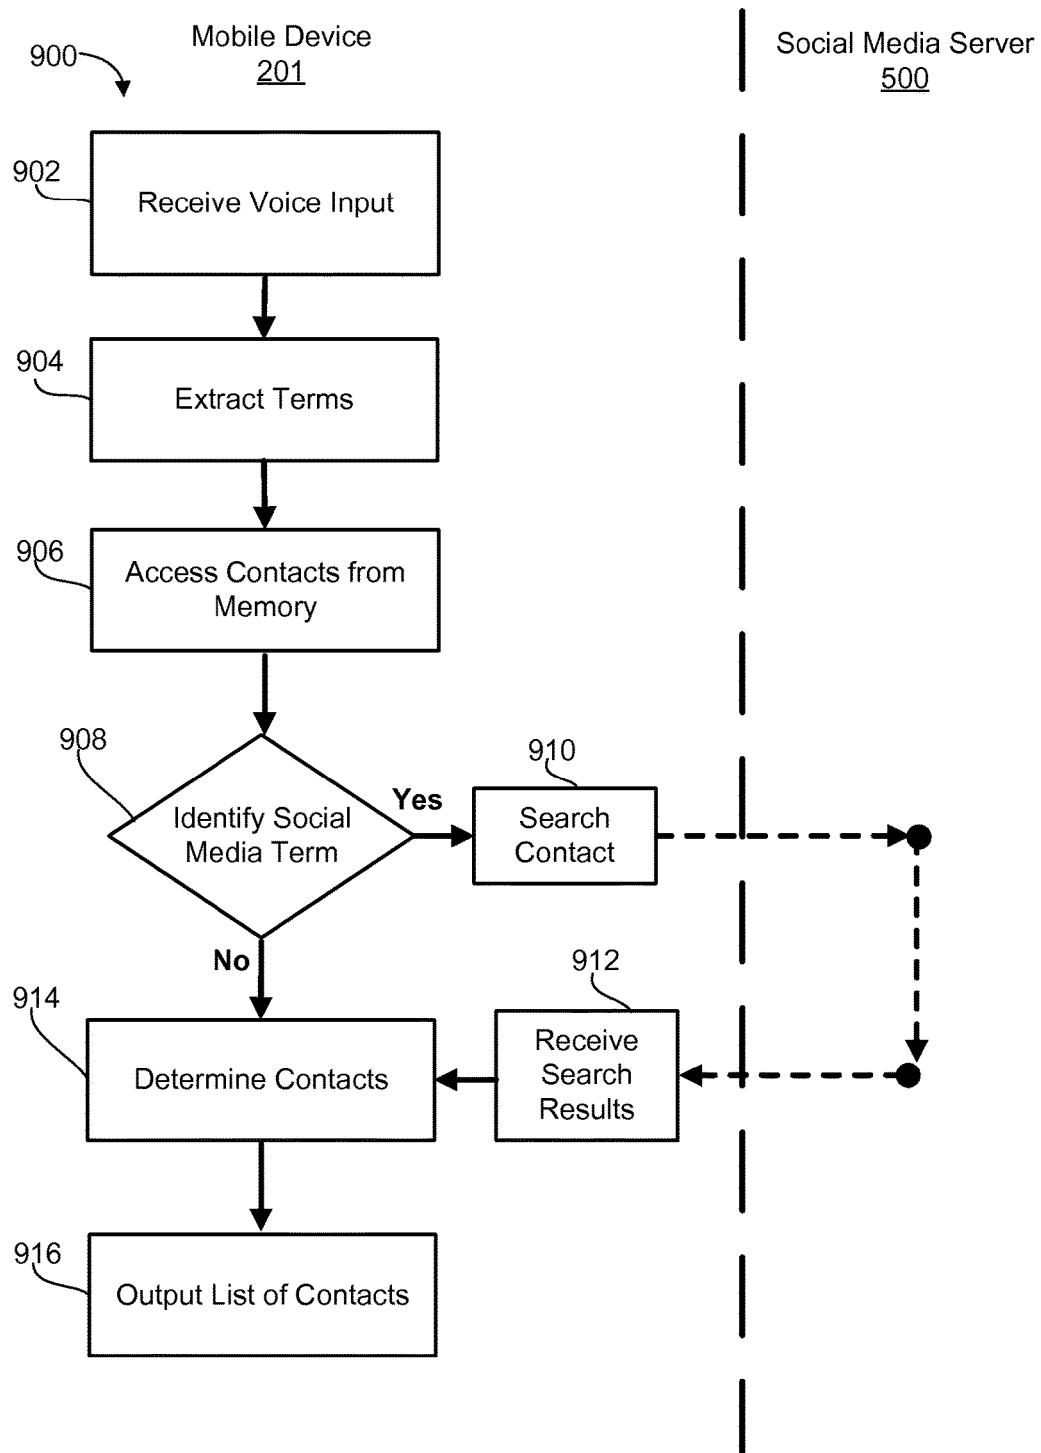 Mobile Device
201
Social Media Server
500
900
902
Receive Voice Input
904
Extract Terms
906
Access Contacts from
Memory
908
Identify Social
Media Term
Yes
910
Search
Contact
No
912
Receive
Search
Results
914
Determine Contacts
916
Output List of Contacts